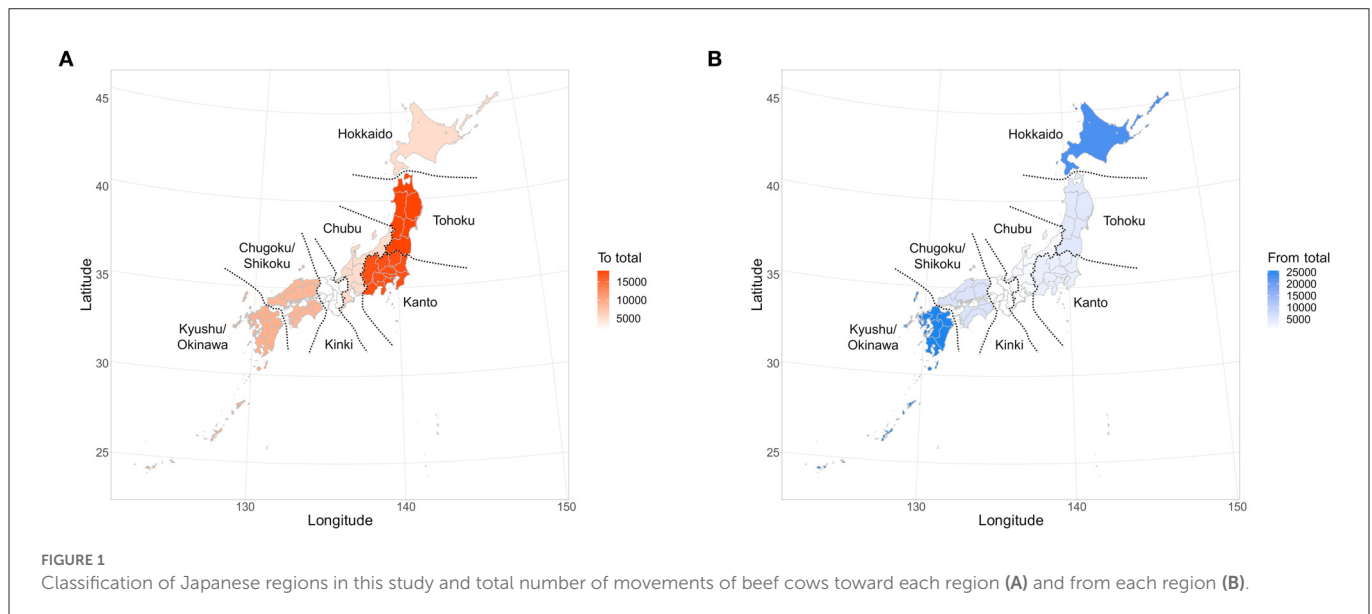 A
45
40
35
30
25
130
140
150
Latitude
Longitude
Hokkaido
Tohoku
Chubu
Chugoku/
Shikoku
Kanto
Kyushu/
Okinawa
Kinki
To total
15000
10000
5000
B
45
40
35
30
25
130
140
150
Latitude
Longitude
Hokkaido
Tohoku
Chubu
Chugoku/
Shikoku
Kanto
Kyushu/
Okinawa
Kinki
From total
25000
20000
15000
10000
5000
FIGURE 1
Classification of Japanese regions in this study and total number of movements of beef cows toward each region (A) and from each region (B).